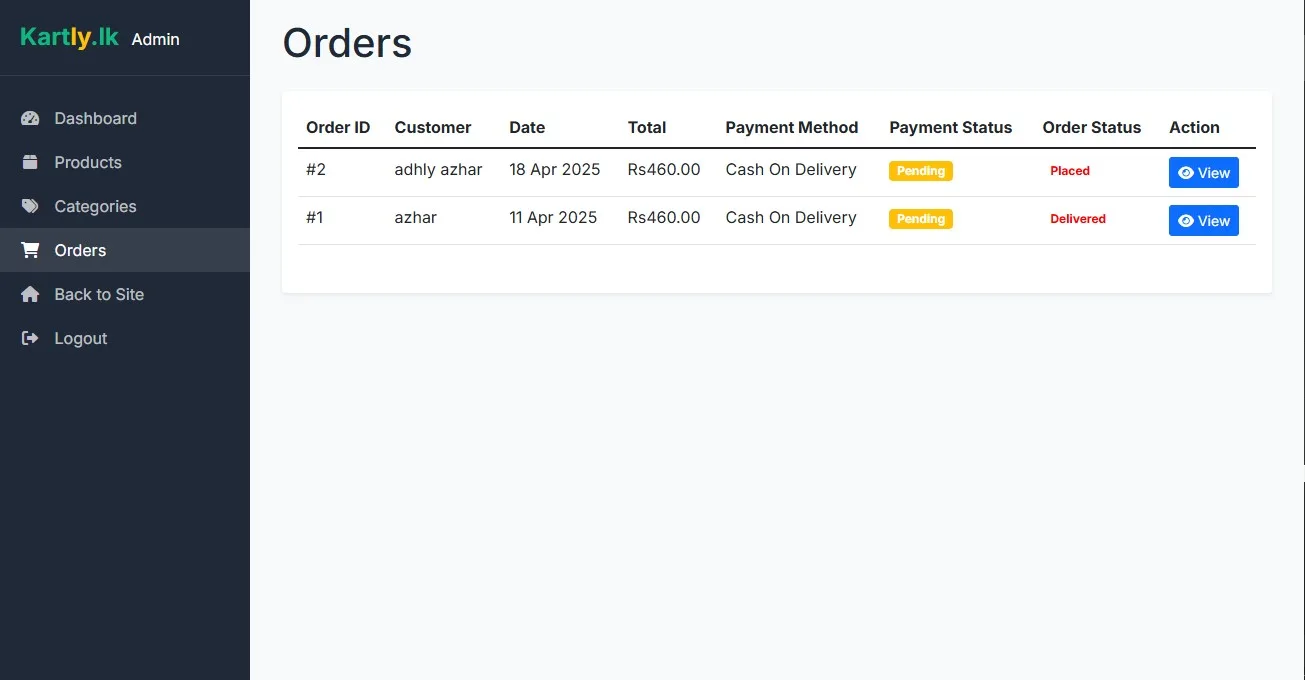 Kartly.lk Admin
Dashboard
Products
Categories
Orders
Back to Site
Logout
Orders
Order ID Customer Date Total Payment Method Payment Status Order Status Action
#2 adhly azhar 18 Apr 2025 Rs460.00 Cash On Delivery Pending Placed View
#1 azhar 11 Apr 2025 Rs460.00 Cash On Delivery Pending Delivered View